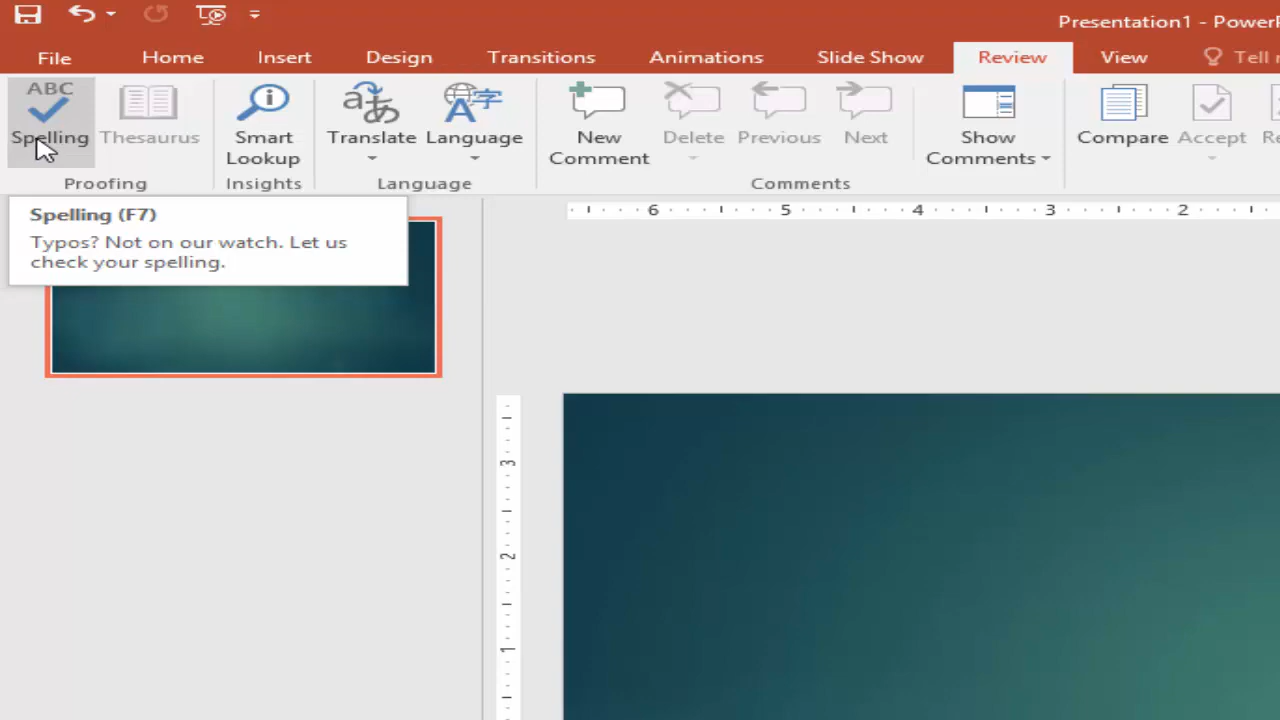 Presentation1 - PowerP
File Home Insert Design Transitions Animations Slide Show Review View Tell
ABC
Spelling Thesaurus Smart Lookup Translate Language New Comment Delete Previous Next Show Comments Compare Accept
Proofing Insights Language Comments
Spelling (F7)
Typos? Not on our watch. Let us
check your spelling.
6 5 4 3 2
3
2
1